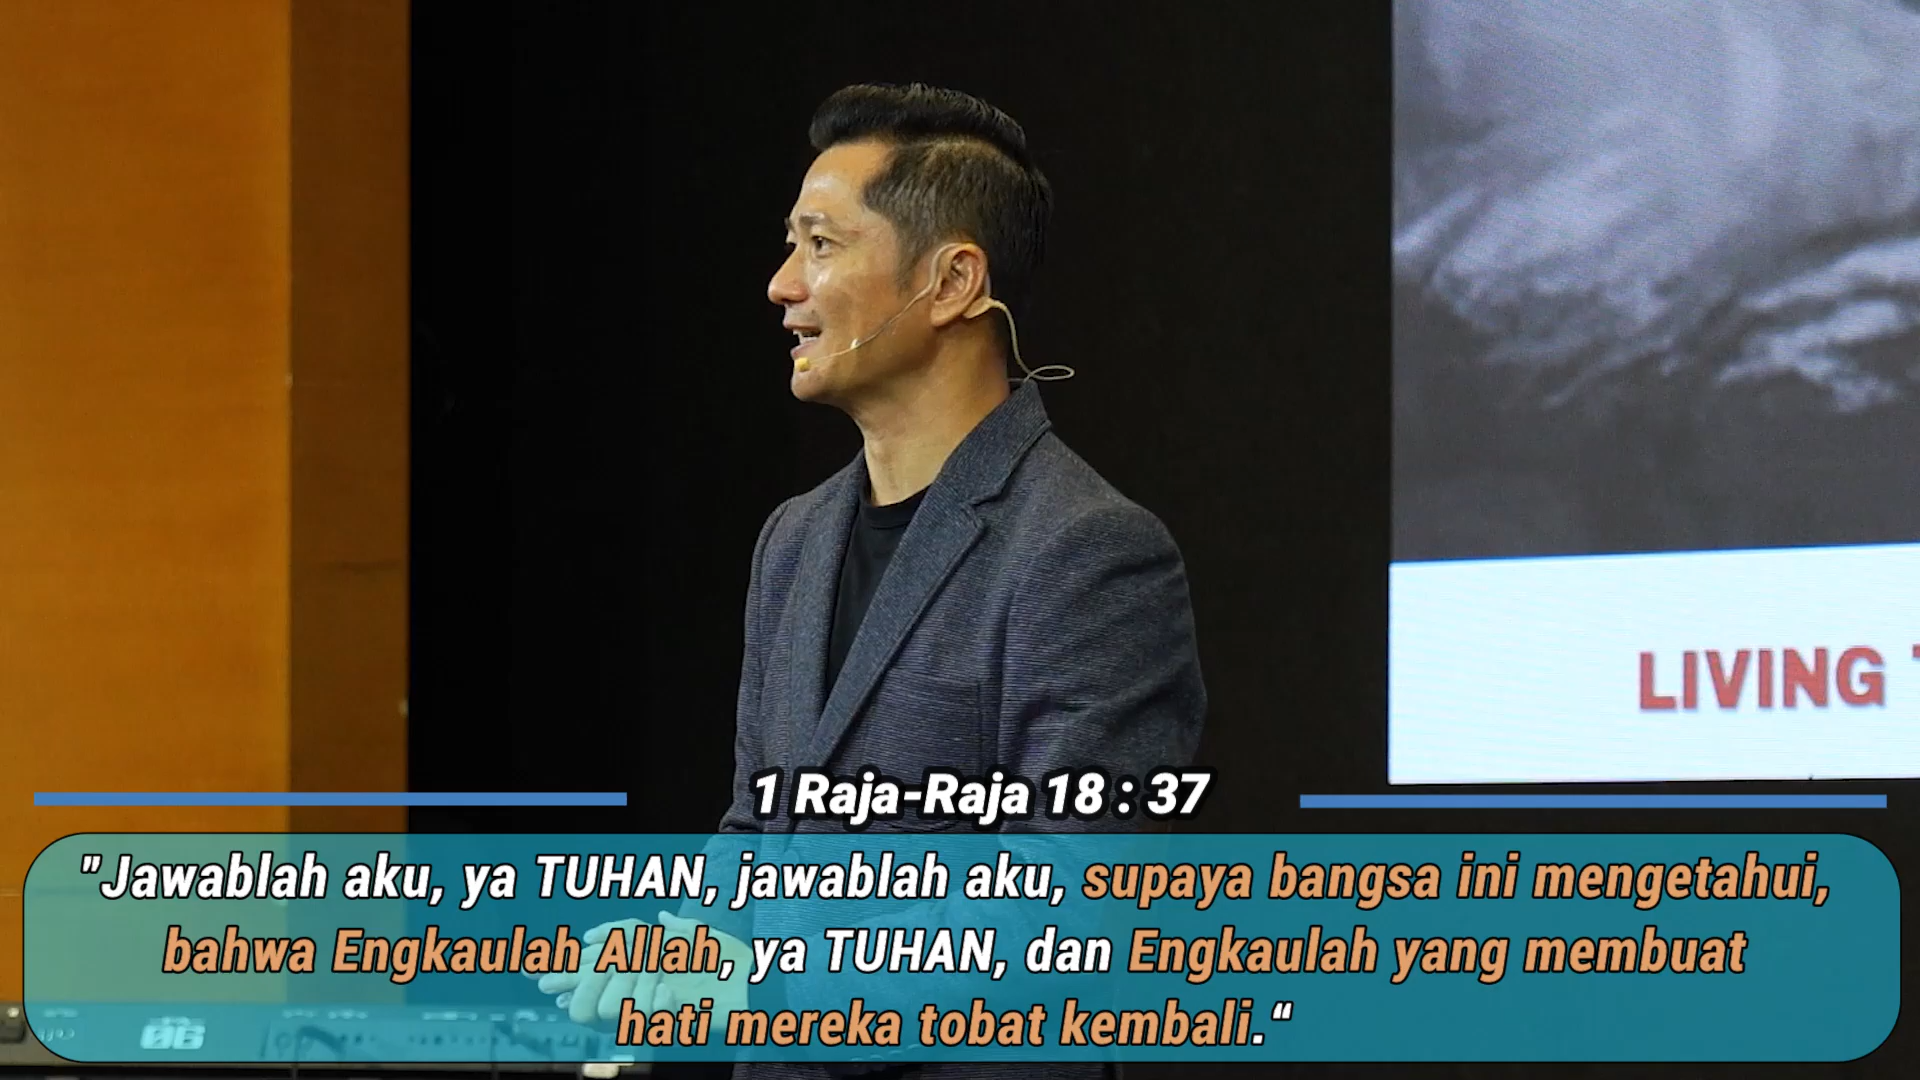 LIVING
1 Raja-Raja 18 : 37
"Jawablah aku, ya TUHAN, jawablah aku, supaya bangsa ini mengetahui,
bahwa Engkaulah Allah, ya TUHAN, dan Engkaulah yang membuat
hati mereka tobat kembali.“